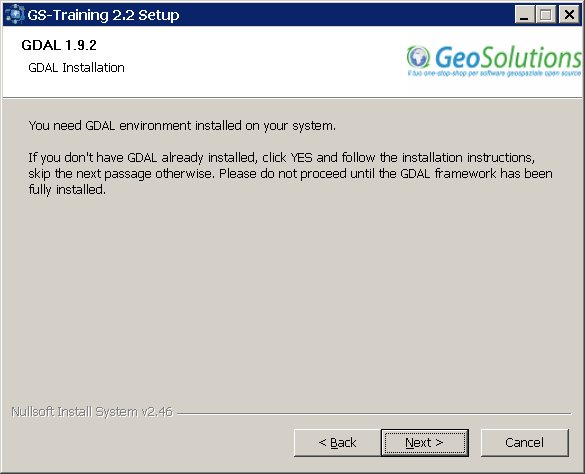 GS-Training 2.2 Setup
GDAL 1.9.2
GDAL Installation
GeoSolutions
Il tuo one-stop-shop per software geospaziale open source
You need GDAL environment installed on your system.
If you don't have GDAL already installed, click YES and follow the installation instructions,
skip the next passage otherwise. Please do not proceed until the GDAL framework has been
fully installed.
Nullsoft Install System v2.46
< Back
Next >
Cancel